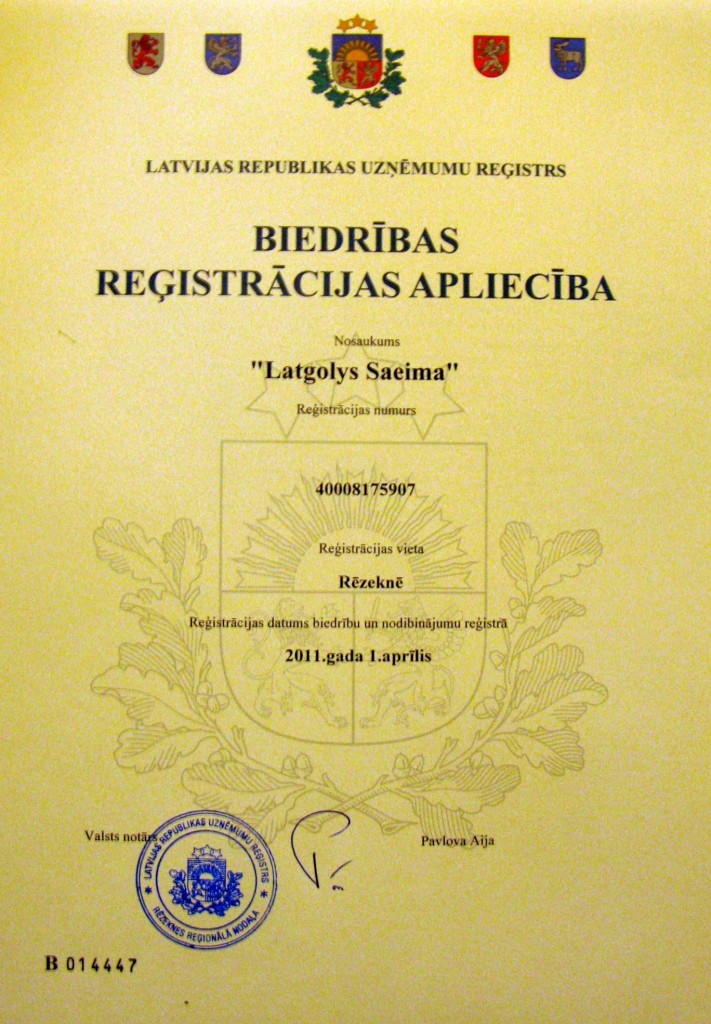 LATVIJAS REPUBLIKAS UZŅĒMUMU REĢISTRS
BIEDRĪBAS
REĢISTRĀCIJAS APLIECĪBA
Nosaukums
"Latgolys Saeima"
Reģistrācijas numurs
40008175907
Reģistrācijas vieta
Rēzeknē
Reģistrācijas datums biedrību un nodibinājumu reģistrā
2011.gada 1.aprīlis
Valsts notārs
Pavlova Aija
LATVIJAS REPUBLIKAS UZŅĒMUMU REĢISTRS
RĒZEKNES REĢIONĀLĀ NODAĻA
B 014447